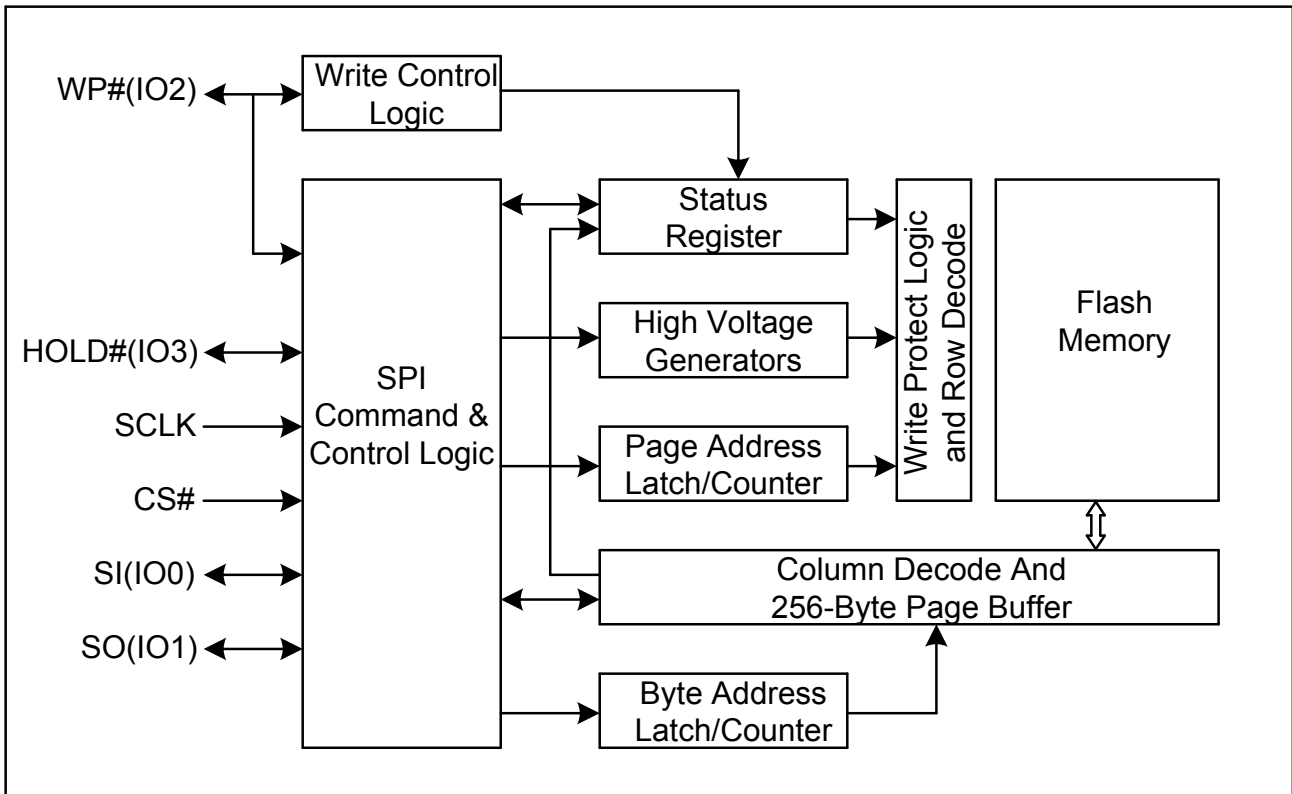 WP#(IO2)
Write Control
Logic
HOLD#(IO3)
SCLK
CS#
SI(IO0)
SO(IO1)
SPI
Command &
Control Logic
Status
Register
High Voltage
Generators
Page Address
Latch/Counter
Write Protect Logic
and Row Decode
Flash
Memory
Column Decode And
256-Byte Page Buffer
Byte Address
Latch/Counter